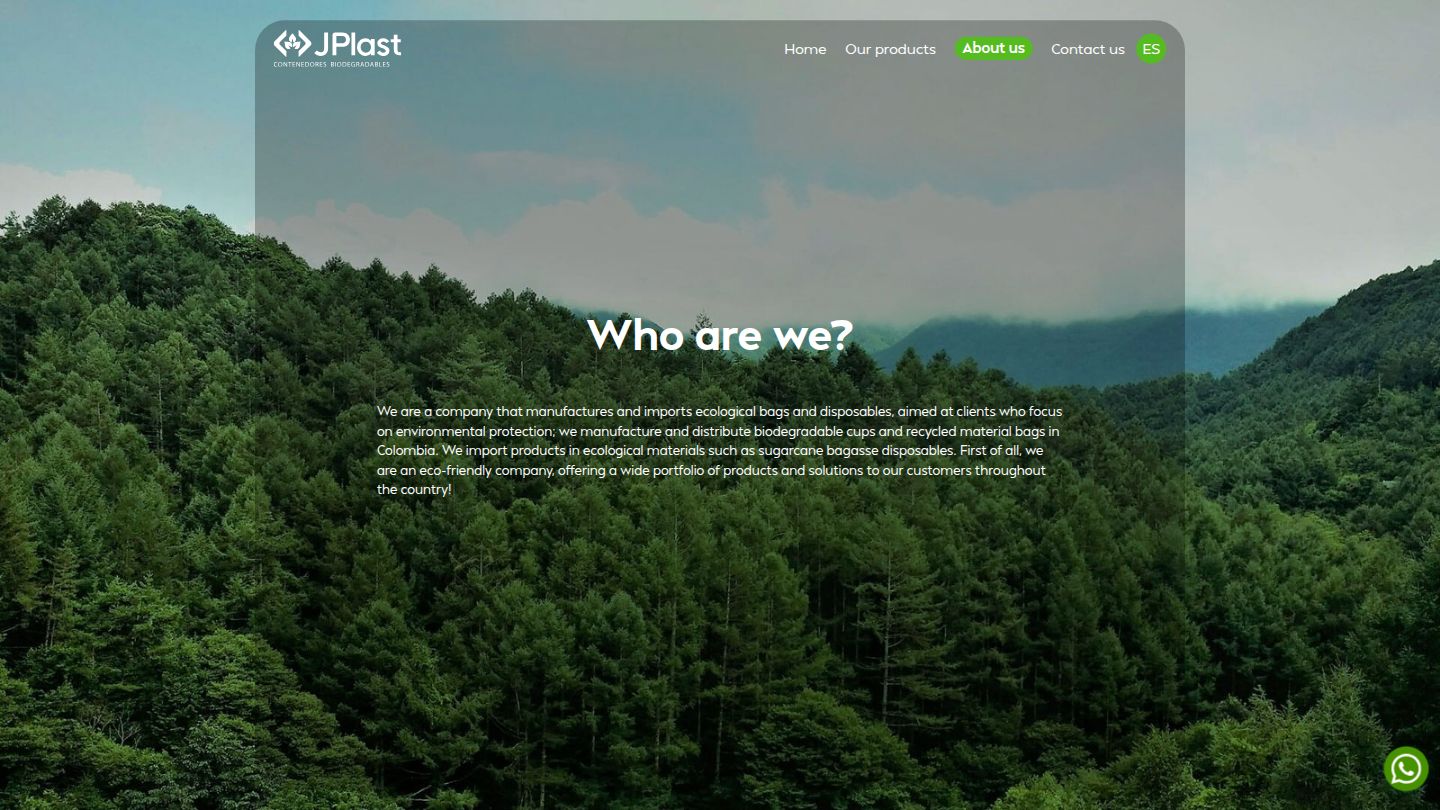 JPlast
CONTENEDORES BIODEGRADABLES
Home
Our products
About us
Contact us
ES
Who are we?
We are a company that manufactures and imports ecological bags and disposables, aimed at clients who focus
on environmental protection; we manufacture and distribute biodegradable cups and recycled material bags in
Colombia. We import products in ecological materials such as sugarcane bagasse disposables. First of all, we
are an eco-friendly company, offering a wide portfolio of products and solutions to our customers throughout
the country!